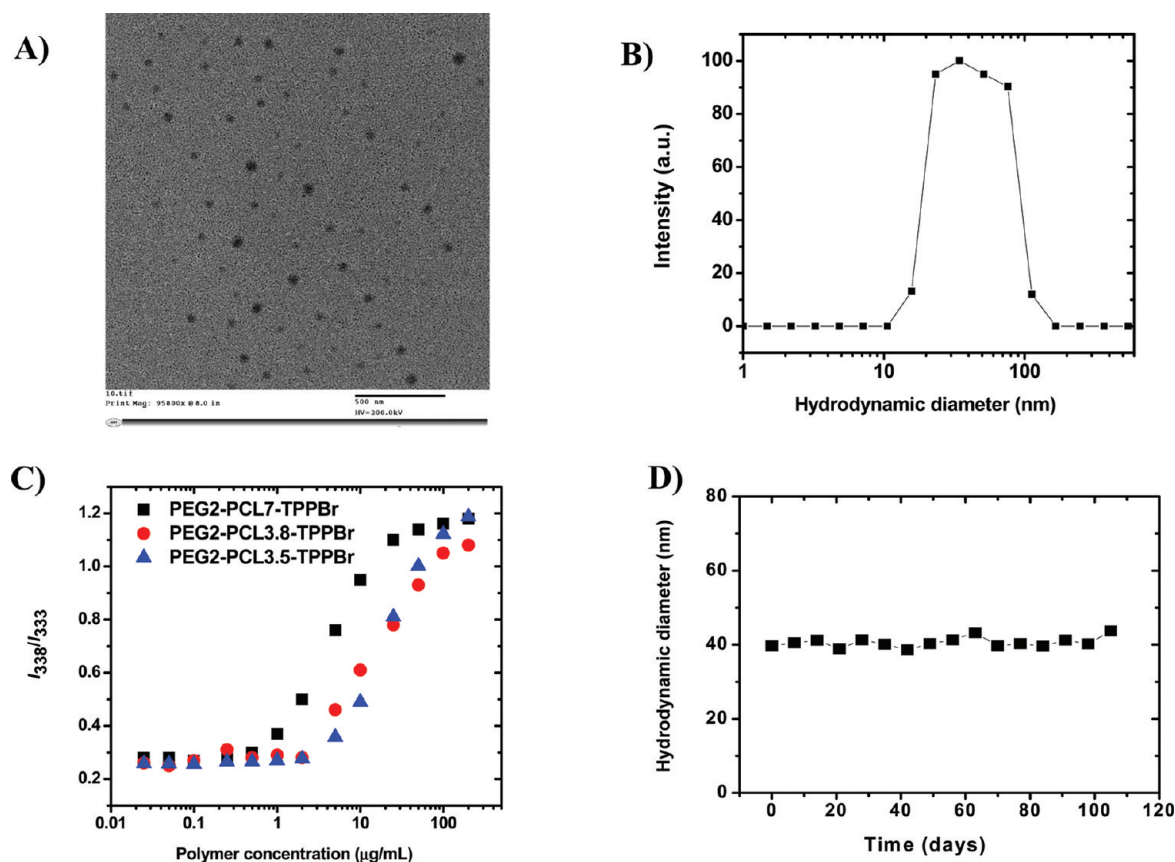 A)
10.tif
Print Mag: 95800x @ 8.0 in
500 nm
HV=200.0kV
B)
Intensity (a.u.)
100
80
60
40
20
0
1
10
100
Hydrodynamic diameter (nm)
C)
PEG2-PCL7-TPPBr
PEG2-PCL3.8-TPPBr
PEG2-PCL3.5-TPPBr
I338/I333
1.2
1.0
0.8
0.6
0.4
0.2
0.01
0.1
1
10
100
Polymer concentration (µg/mL)
D)
Hydrodynamic diameter (nm)
80
60
40
20
0
0
20
40
60
80
100
120
Time (days)